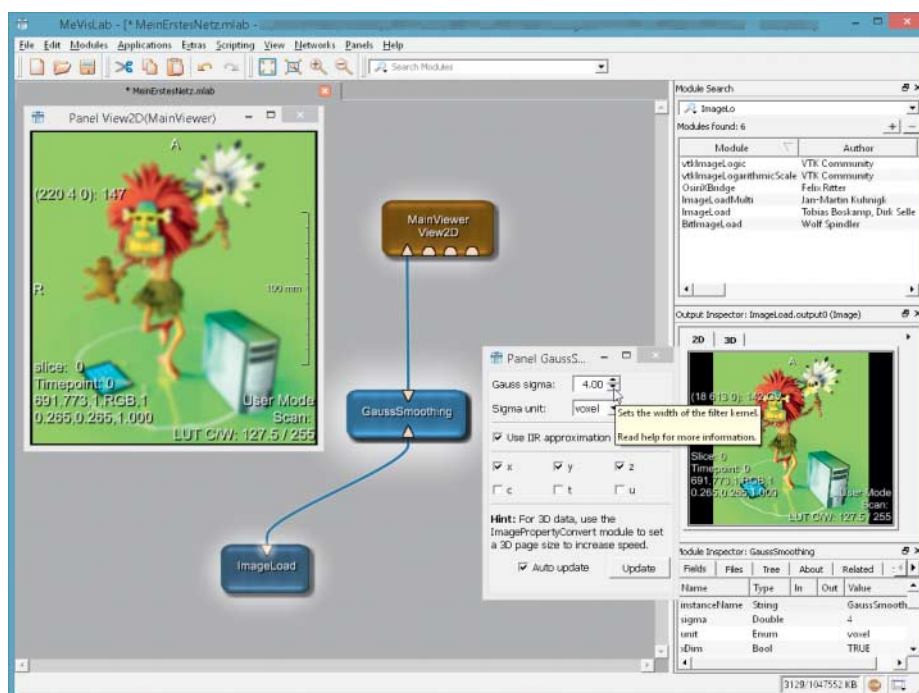 MeVisLab - [* MeinErstesNetz.mlab -
File Edit Modules Applications Extras Scripting View Networks Panels Help
Search Modules
* MeinErstesNetz.mlab
Panel View2D(MainViewer)
A
(220 4 0): 147
R
100 mm
slice: 0
Timepoint: 0
691,773,1,RGB,1
0.265,0.265,1.000
User Mode
Scan:
LUT C/W: 127.5 / 255
MainViewer
View2D
GaussSmoothing
ImageLoad
Panel GaussS...
Gauss sigma: 4.00
Sigma unit: voxel
Sets the width of the filter kernel.
Read help for more information.
Use IIR approximation
x y z
c t u
Hint: For 3D data, use the
ImagePropertyConvert module to set
a 3D page size to increase speed.
Auto update Update
Module Search
ImageLo
Modules found: 6
Module Author
vtkImageLogic VTK Community
vtkImageLogarithmicScale VTK Community
OsiriXBridge Felix Ritter
ImageLoadMulti Jan-Martin Kuhnigk
ImageLoad Tobias Boskamp, Dirk Selle
BitImageLoad Wolf Spindler
Output Inspector: ImageLoad.output0 (Image)
2D 3D
A
(18 613 0): 142
Slice: 0
Timepoint: 0
691,773,1,RGB,1
0.265,0.265,1.000
User Mode
Scan:
LUT C/W: 127.5 / 255
Module Inspector: GaussSmoothing
Fields Files Tree About Related
Name Type In Out Value
instanceName String GaussSmooth
sigma Double 4
unit Enum voxel
xDim Bool TRUE
3129/1047552 KB